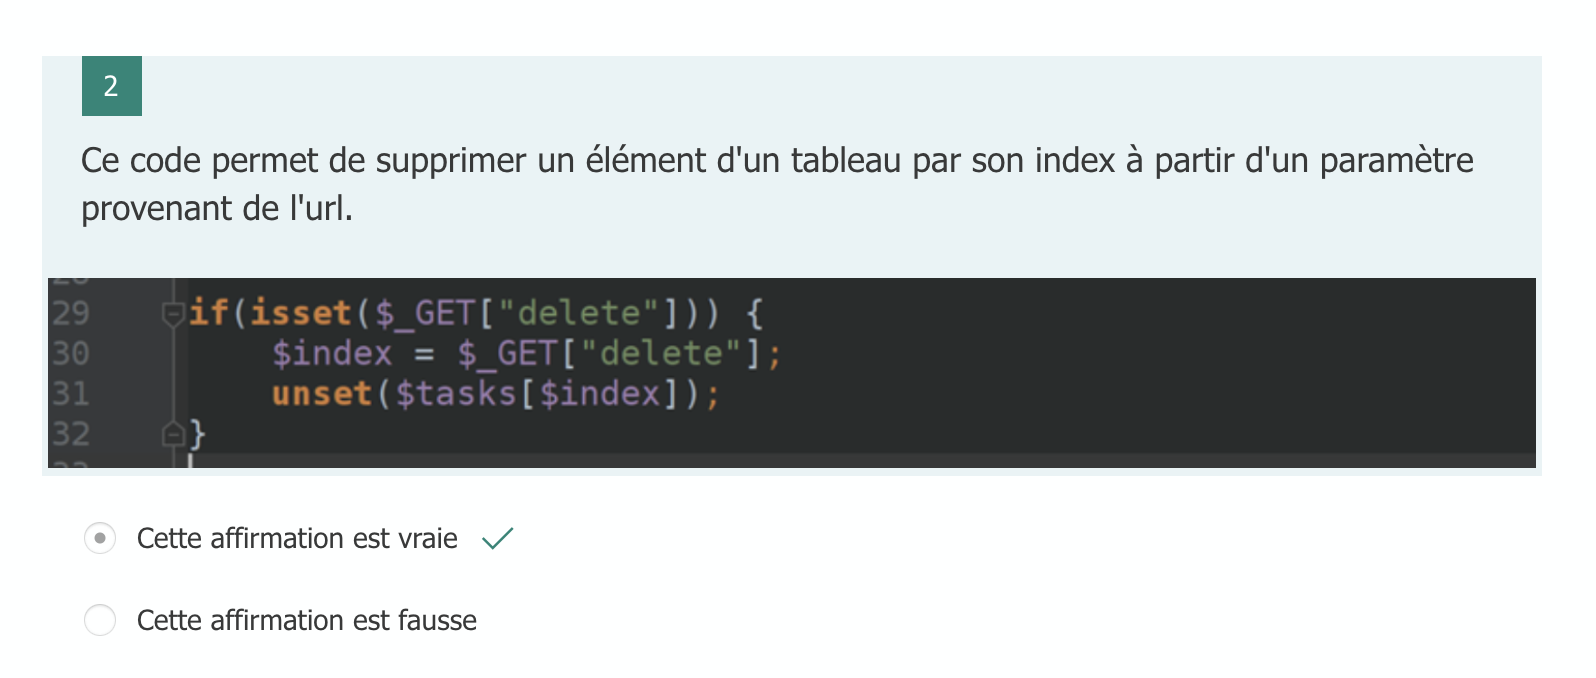 2
Ce code permet de supprimer un élément d'un tableau par son index à partir d'un paramètre
provenant de l'url.
29 if(isset($_GET["delete"])) {
30 $index = $_GET["delete"];
31 unset($tasks[$index]);
32 }
Cette affirmation est vraie
Cette affirmation est fausse